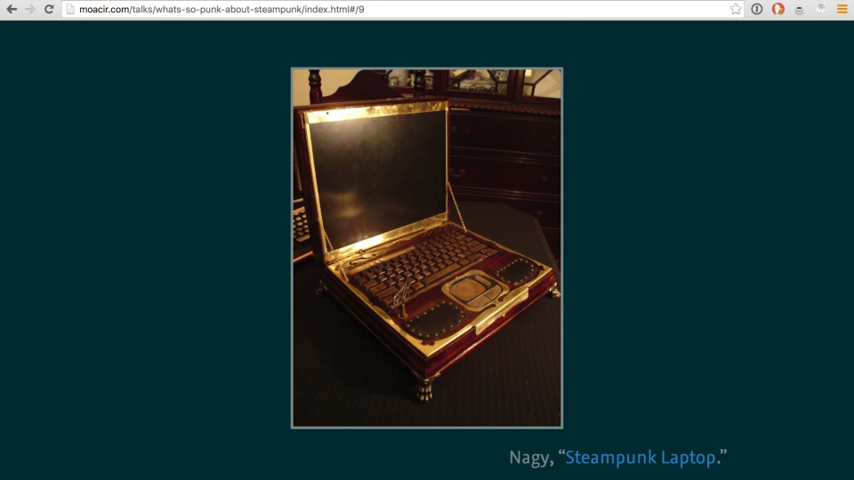 moacir.com/talks/whats-so-punk-about-steampunk/index.html#/9
Nagy, “Steampunk Laptop.”